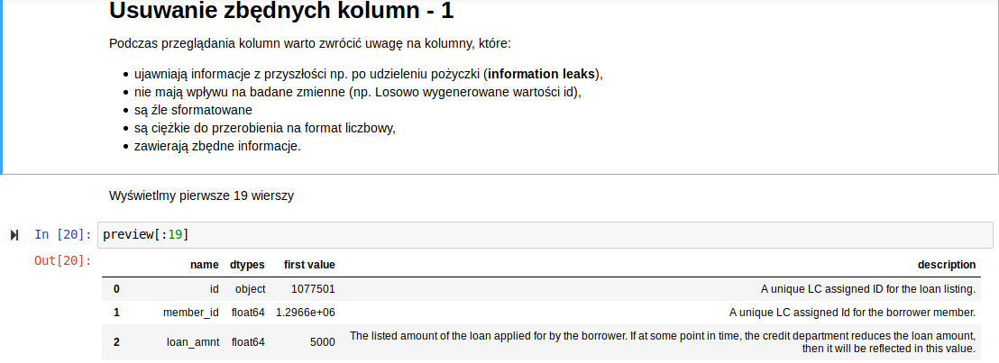 Usuwanie zbędnych kolumn - 1
Podczas przeglądania kolumn warto zwrócić uwagę na kolumny, które:
ujawniają informacje z przyszłości np. po udzieleniu pożyczki (information leaks),
nie mają wpływu na badane zmienne (np. Losowo wygenerowane wartości id),
są źle sformatowane
są ciężkie do przerobienia na format liczbowy,
zawierają zbędne informacje.
Wyświetlmy pierwsze 19 wierszy
In [20]: preview[:19]
Out[20]:
name dtypes first value description
0 id object 1077501 A unique LC assigned ID for the loan listing.
1 member_id float64 1.2966e+06 A unique LC assigned Id for the borrower member.
2 loan_amnt float64 5000 The listed amount of the loan applied for by the borrower. If at some point in time, the credit department reduces the loan amount,
then it will be reflected in this value.